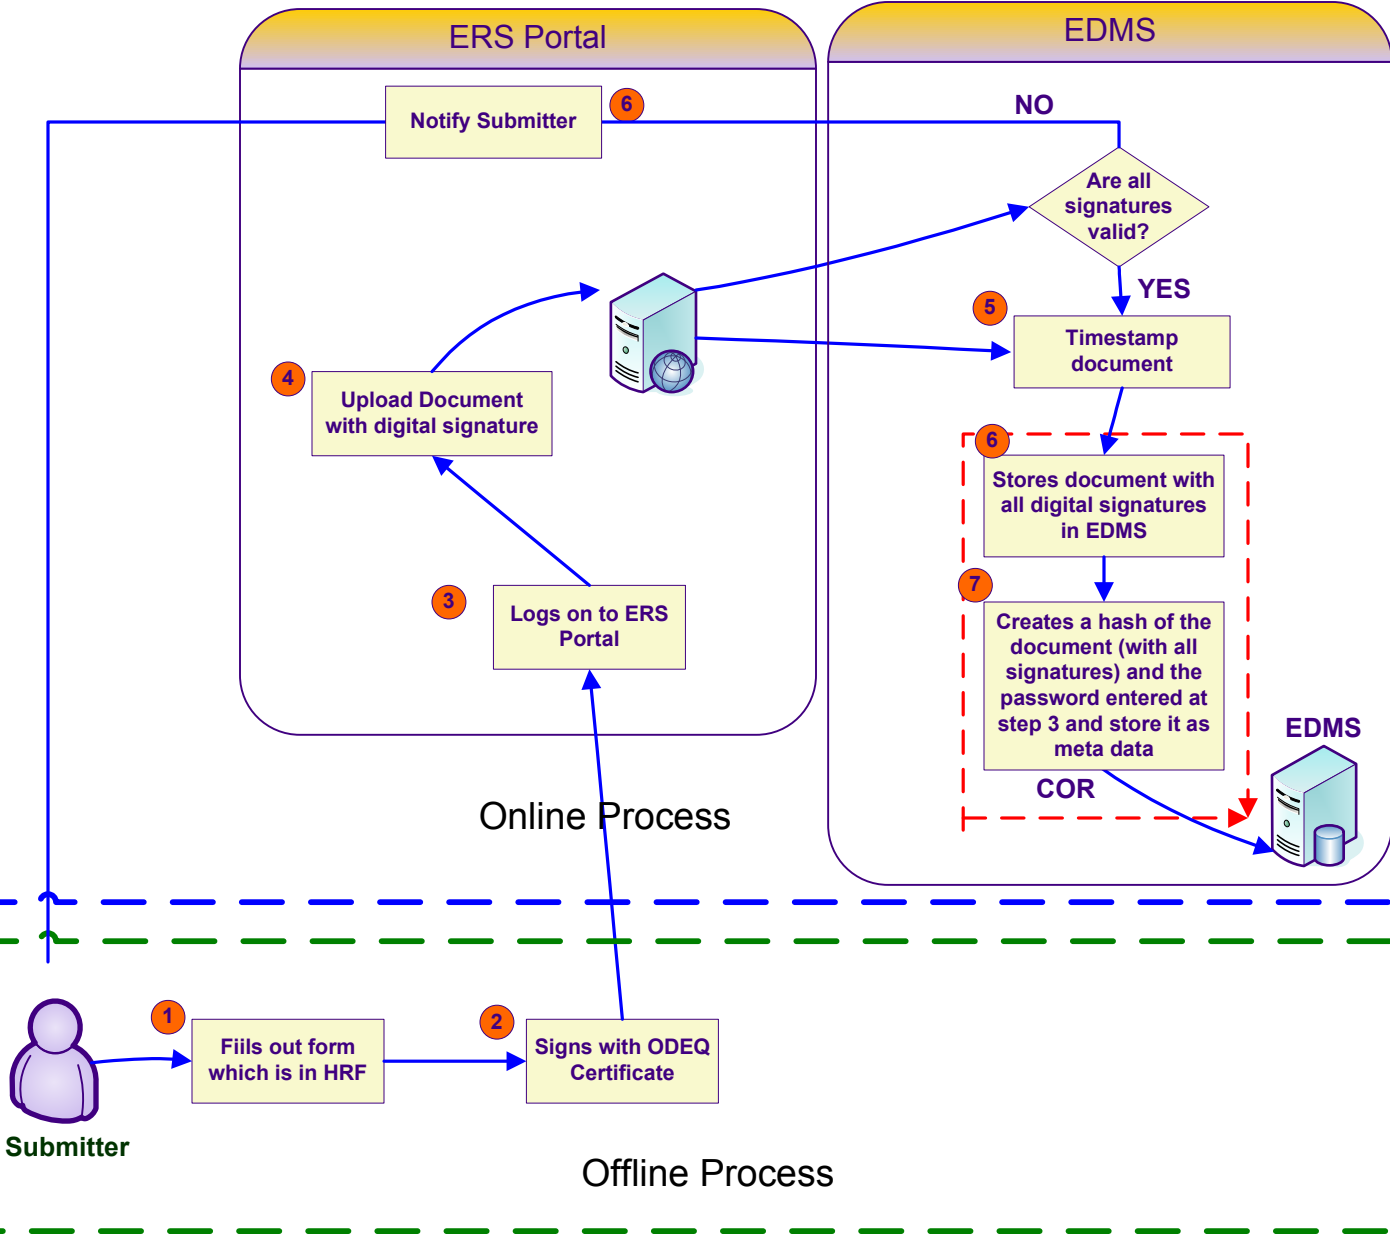 ERS Portal
EDMS
Notify Submitter
6
NO
Are all
signatures
valid?
YES
5
Timestamp
document
4
Upload Document
with digital signature
6
Stores document with
all digital signatures
in EDMS
3
Logs on to ERS
Portal
7
Creates a hash of the
document (with all
signatures) and the
password entered at
step 3 and store it as
meta data
EDMS
COR
Online Process
1
Fiils out form
which is in HRF
2
Signs with ODEQ
Certificate
Submitter
Offline Process